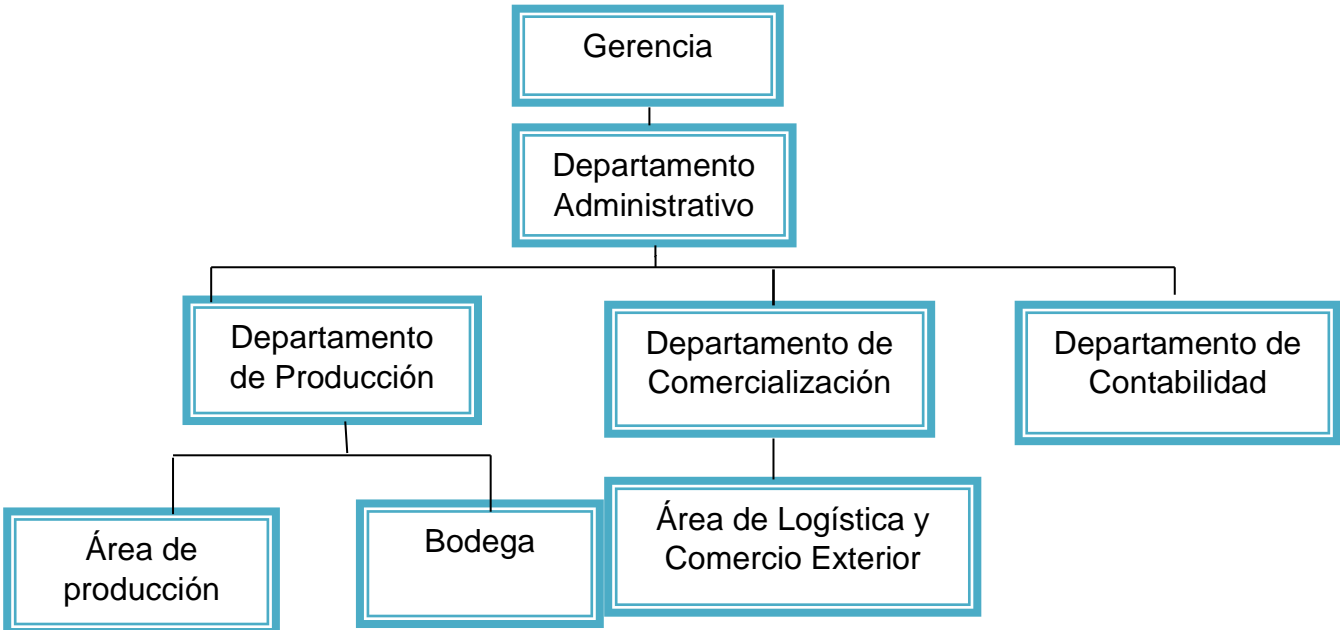 Gerencia
Departamento
Administrativo
Departamento
de Producción
Departamento de
Comercialización
Departamento de
Contabilidad
Área de
producción
Bodega
Área de Logística y
Comercio Exterior